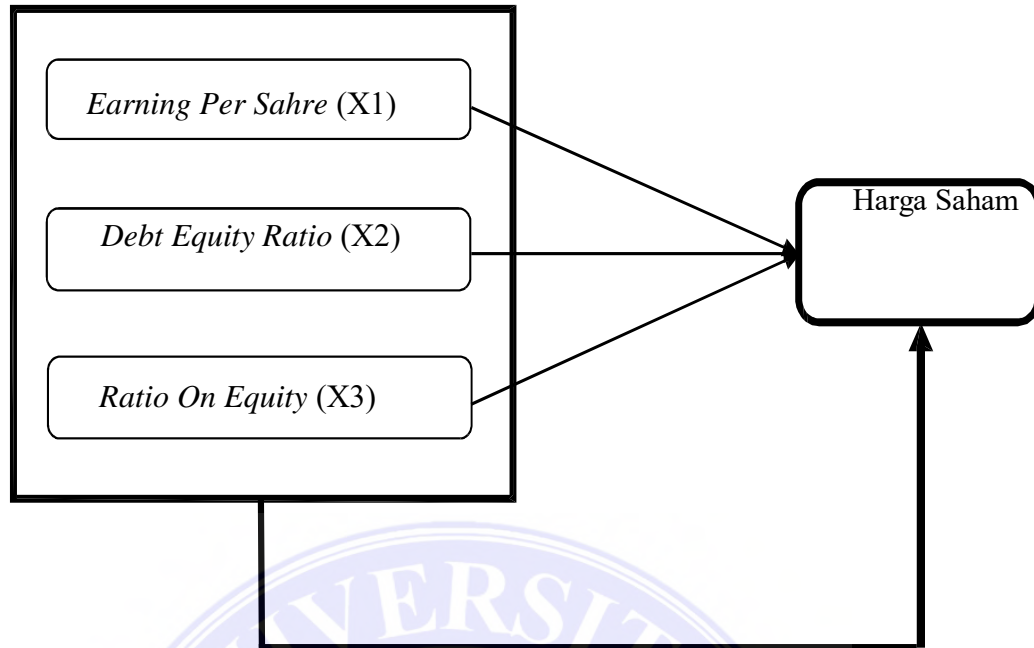 Earning Per Sahre (X1)
Harga Saham
Debt Equity Ratio (X2)
Ratio On Equity (X3)